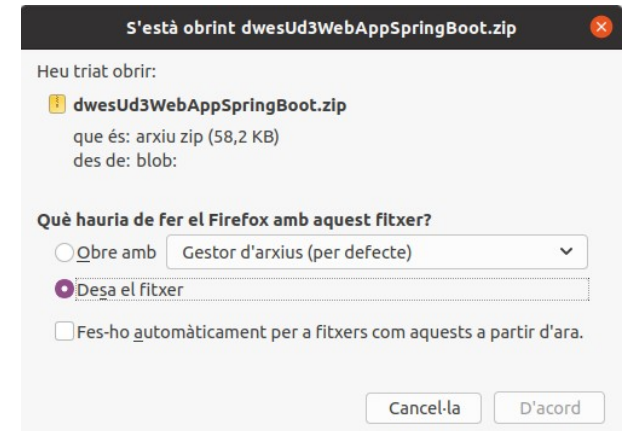 S'està obrint dwesUd3WebAppSpringBoot.zip
Heu triat obrir:
dwesUd3WebAppSpringBoot.zip
que és: arxiu zip (58,2 KB)
des de: blob:
Què hauria de fer el Firefox amb aquest fitxer?
Obre amb Gestor d'arxius (per defecte)
Desa el fitxer
Fes-ho automàticament per a fitxers com aquests a partir d'ara.
Cancel·la D'acord